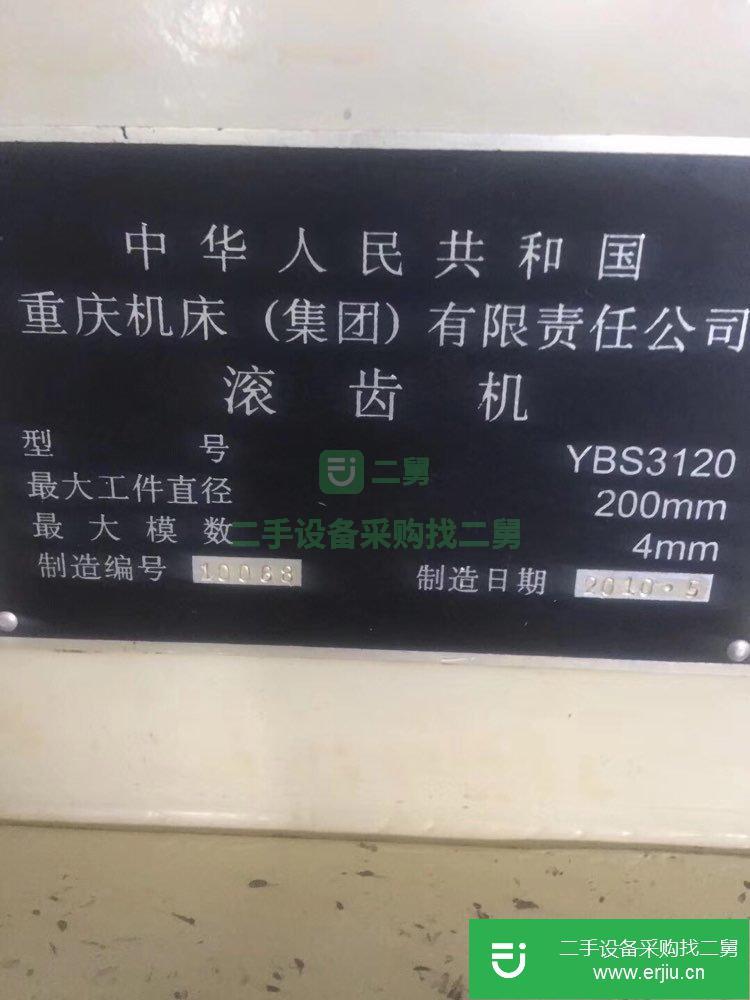 中华人民共和国
重庆机床（集团）有限责任公司
滚齿机
型号 YBS3120
最大工件直径 200mm
最大模数 4mm
制造编号 10068 制造日期 2010·5
二舅
二手设备采购找二舅
二手设备采购找二舅
www.erjiu.cn